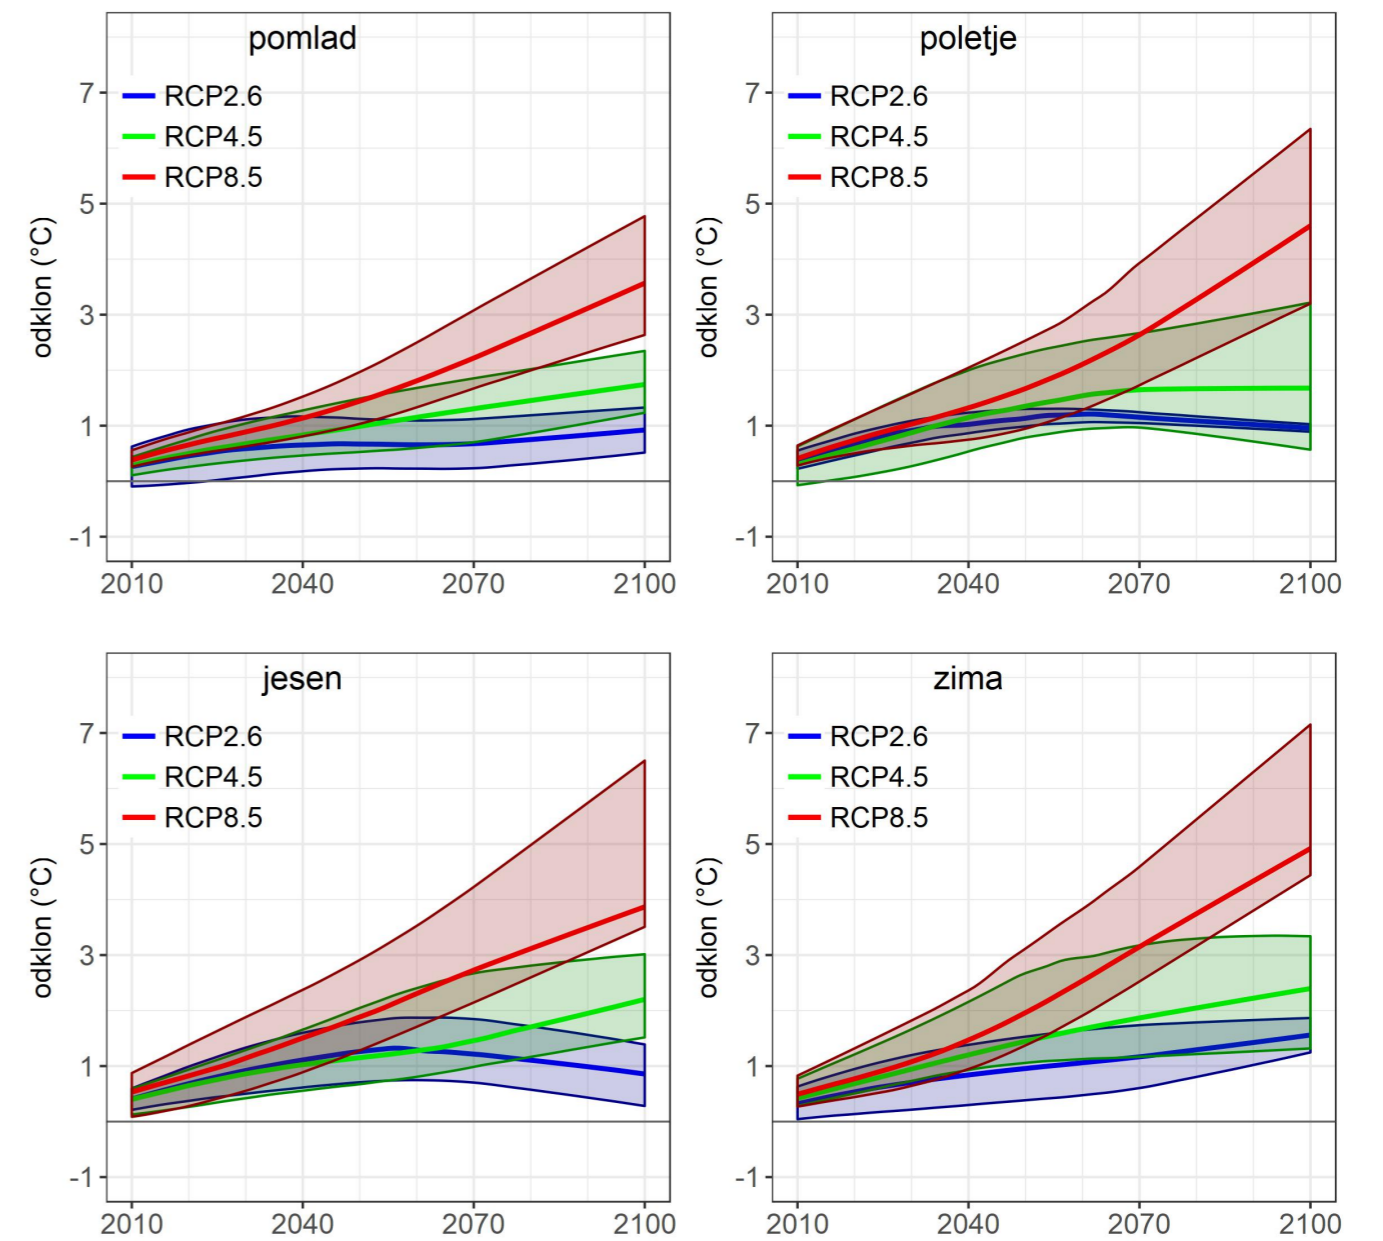 pomlad
7
RCP2.6
RCP4.5
RCP8.5
5
odklon (°C)
3
1
-1
2010 2040 2070 2100
poletje
7
RCP2.6
RCP4.5
RCP8.5
5
odklon (°C)
3
1
-1
2010 2040 2070 2100
jesen
7
RCP2.6
RCP4.5
RCP8.5
5
odklon (°C)
3
1
-1
2010 2040 2070 2100
zima
7
RCP2.6
RCP4.5
RCP8.5
5
odklon (°C)
3
1
-1
2010 2040 2070 2100